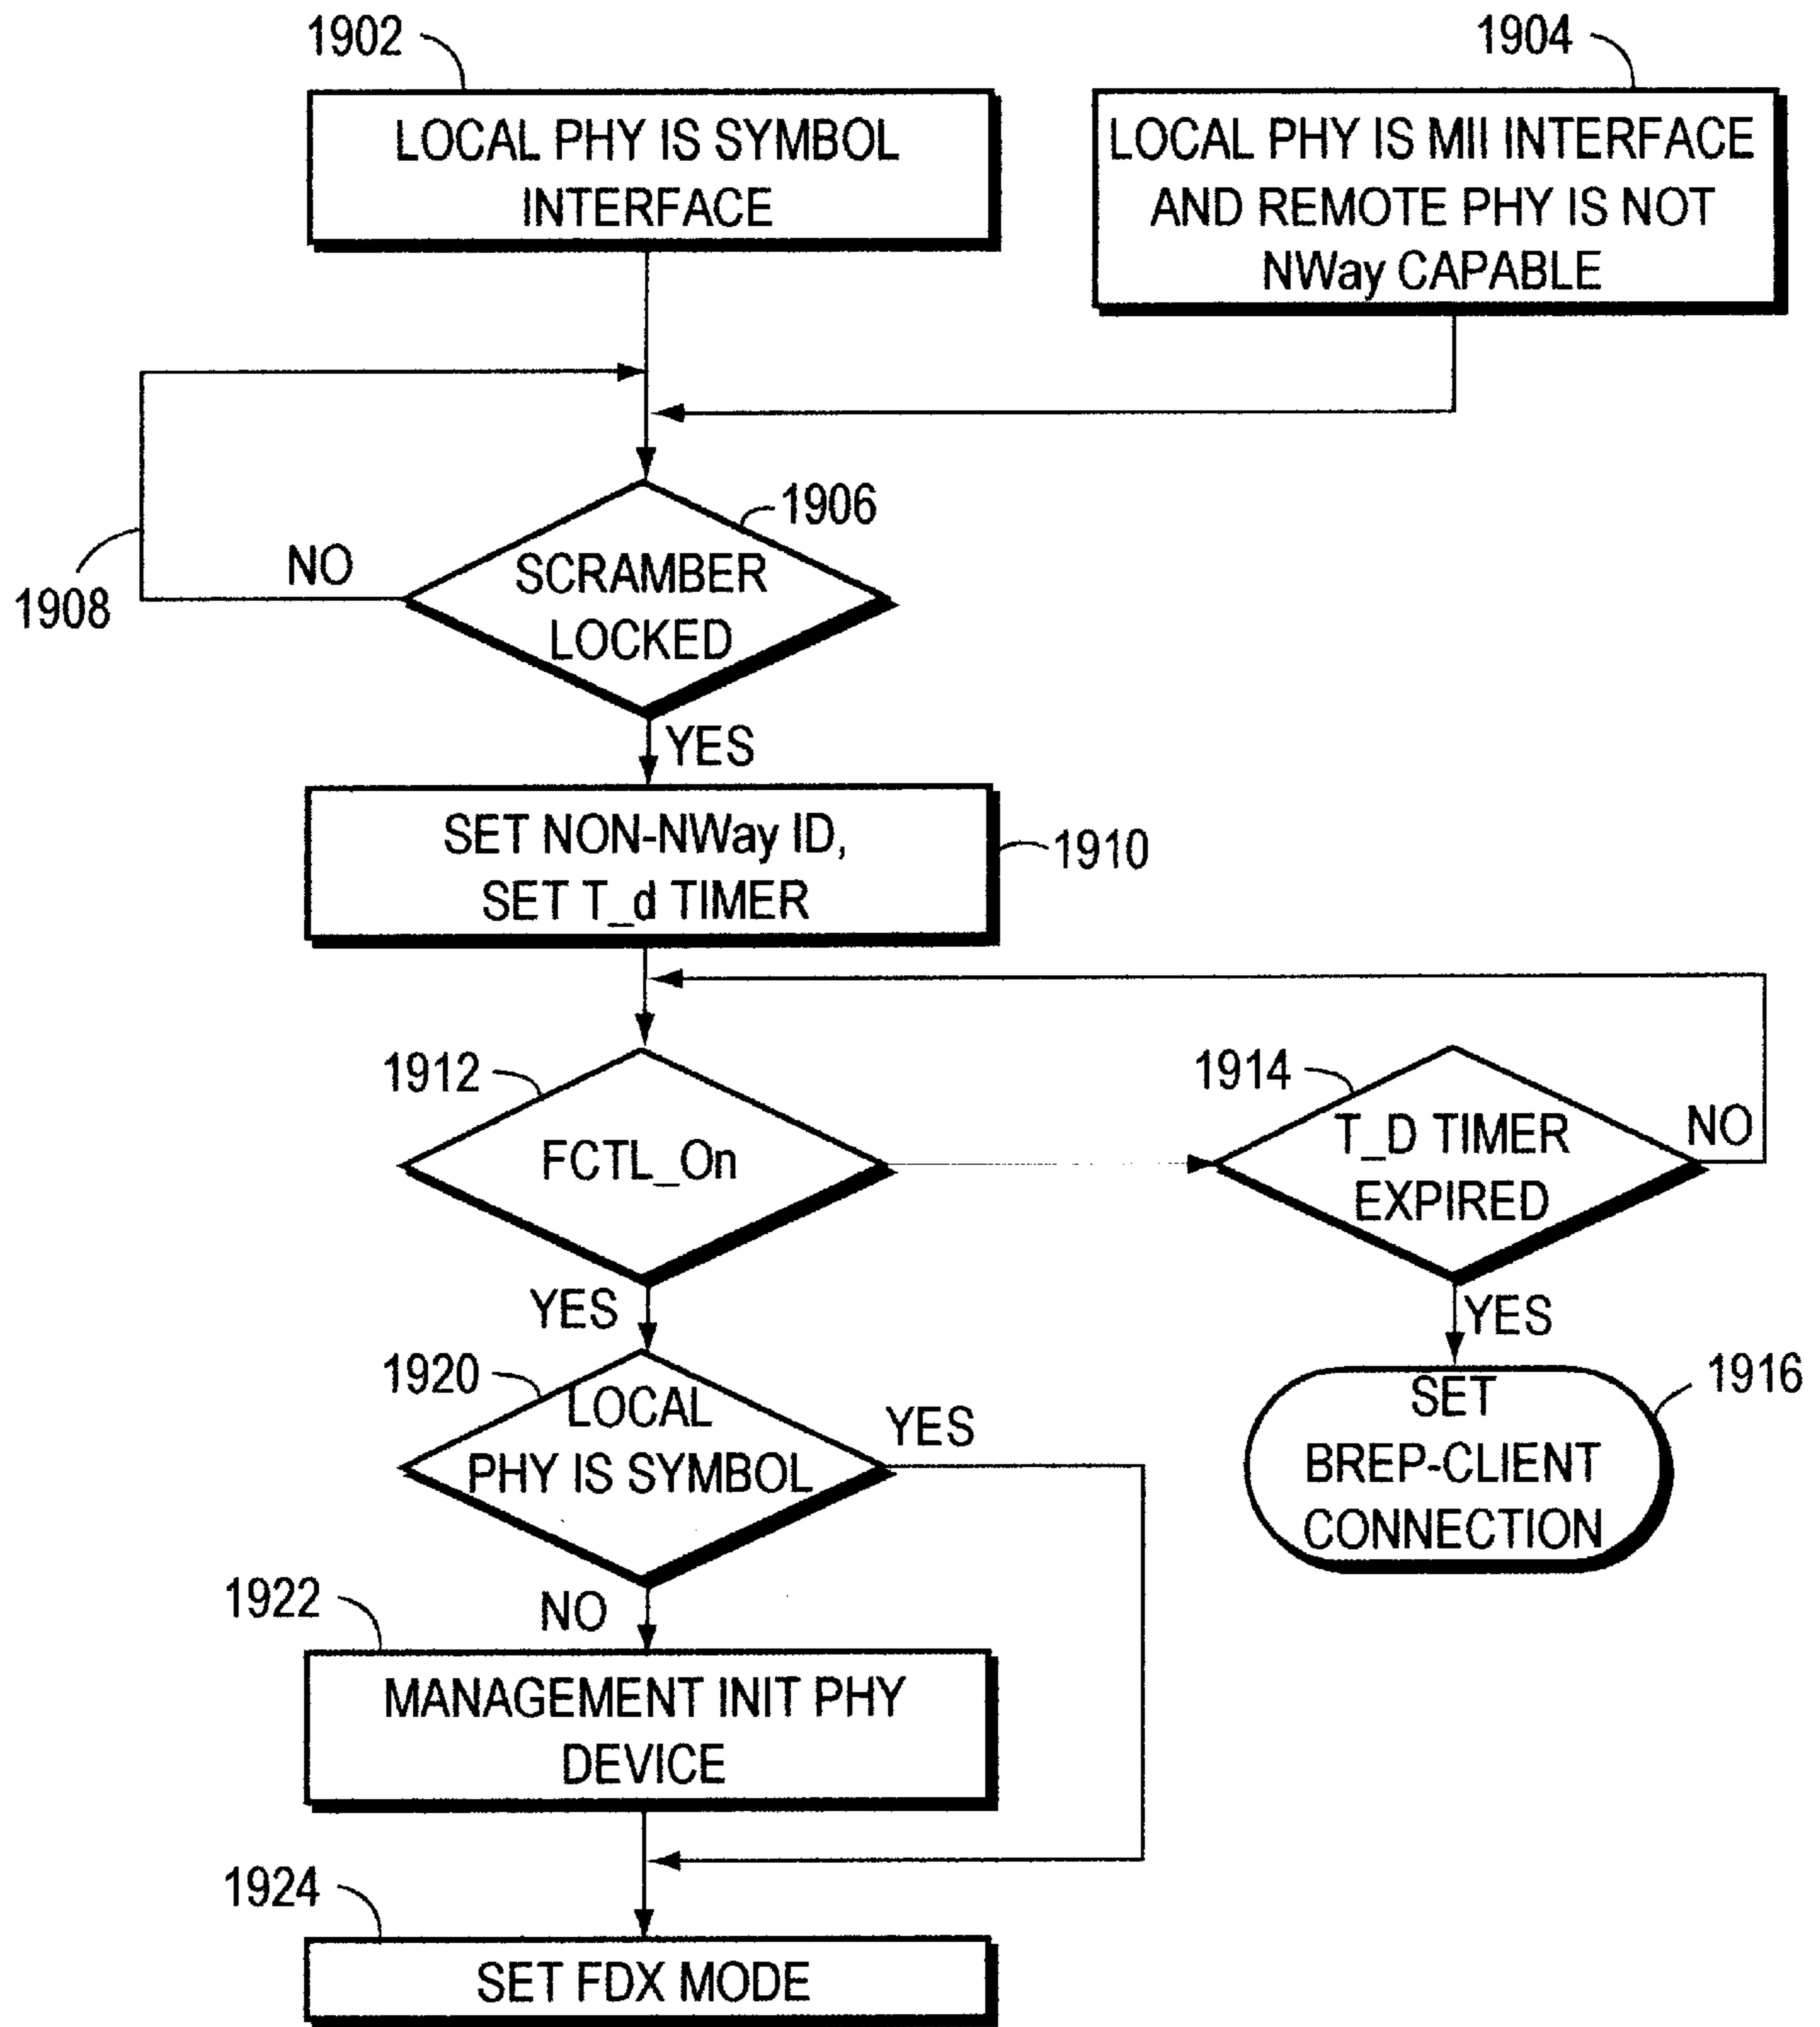 1902
1904
LOCAL PHY IS SYMBOL
INTERFACE
LOCAL PHY IS MII INTERFACE
AND REMOTE PHY IS NOT
NWay CAPABLE
1906
SCRAMBER
LOCKED
NO
1908
YES
SET NON-NWay ID,
SET T_d TIMER
1910
1912
FCTL_On
1914
T_D TIMER
EXPIRED
NO
YES
YES
1920
LOCAL
PHY IS SYMBOL
YES
SET
BREP-CLIENT
CONNECTION
1916
NO
1922
MANAGEMENT INIT PHY
DEVICE
1924
SET FDX MODE